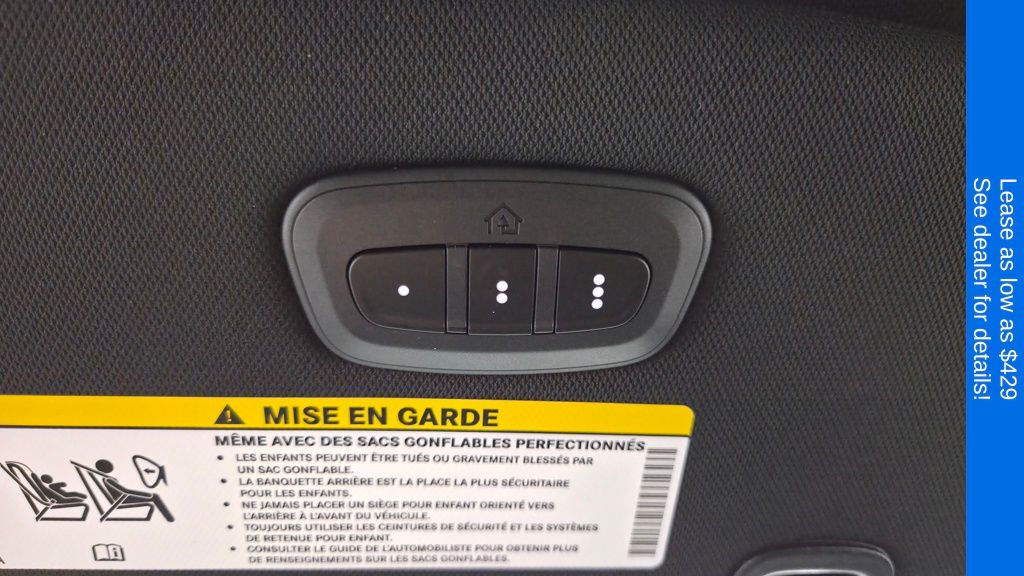 MISE EN GARDE
MÊME AVEC DES SACS GONFLABLES PERFECTIONNÉS
• LES ENFANTS PEUVENT ÊTRE TUÉS OU GRAVEMENT BLESSÉS PAR
UN SAC GONFLABLE.
• LA BANQUETTE ARRIÈRE EST LA PLACE LA PLUS SÉCURITAIRE
POUR LES ENFANTS.
• NE JAMAIS PLACER UN SIÈGE POUR ENFANT ORIENTÉ VERS
L'ARRIÈRE À L'AVANT DU VÉHICULE.
• TOUJOURS UTILISER LES CEINTURES DE SÉCURITÉ ET LES SYSTÈMES
DE RETENUE POUR ENFANT.
• CONSULTER LE GUIDE DE L'AUTOMOBILISTE POUR OBTENIR PLUS
DE RENSEIGNEMENTS SUR LES SACS GONFLABLES.
Lease as low as $429
See dealer for details!